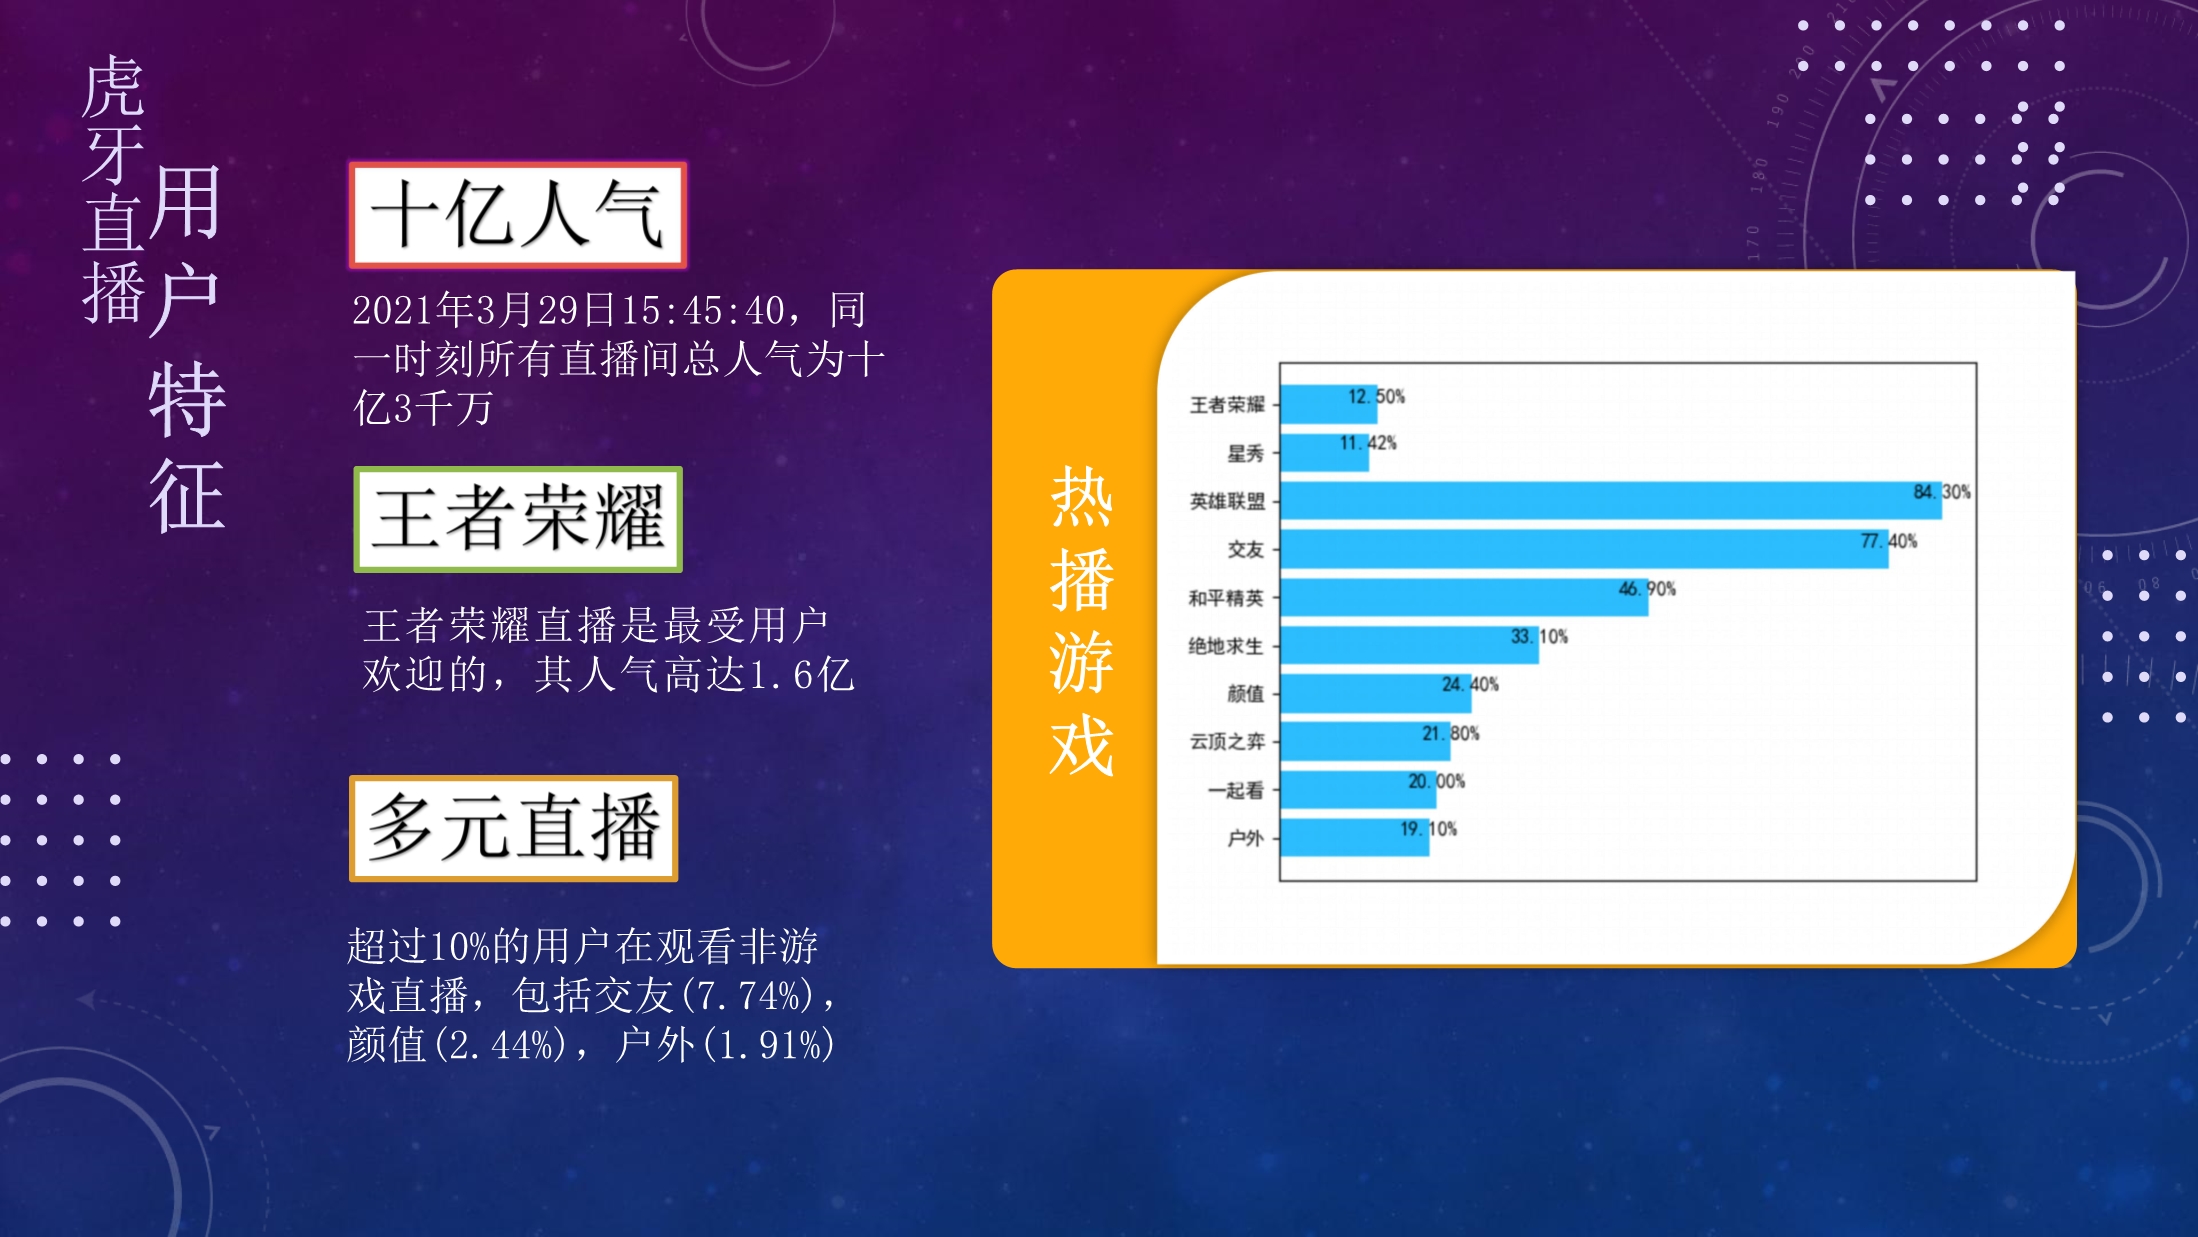 虎牙直播
用户特征
十亿人气
2021年3月29日15:45:40，同
一时刻所有直播间总人气为十
亿3千万
王者荣耀
王者荣耀直播是最受用户
欢迎的，其人气高达1.6亿
多元直播
超过10%的用户在观看非游
戏直播，包括交友(7.74%)，
颜值(2.44%)，户外(1.91%)
热播游戏
王者荣耀 12.50%
星秀 11.42%
英雄联盟 84.30%
交友 77.40%
和平精英 46.90%
绝地求生 33.10%
颜值 24.40%
云顶之弈 21.80%
一起看 20.00%
户外 19.10%
190
180
170
08